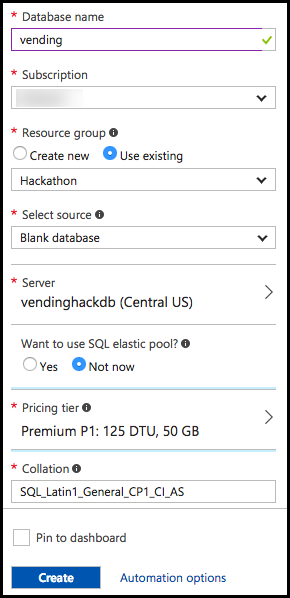 * Database name
vending
* Subscription
* Resource group
Create new Use existing
Hackathon
* Select source
Blank database
* Server
vendinghackdb (Central US)
Want to use SQL elastic pool?
Yes Not now
* Pricing tier
Premium P1: 125 DTU, 50 GB
* Collation
SQL_Latin1_General_CP1_CI_AS
Pin to dashboard
Create Automation options